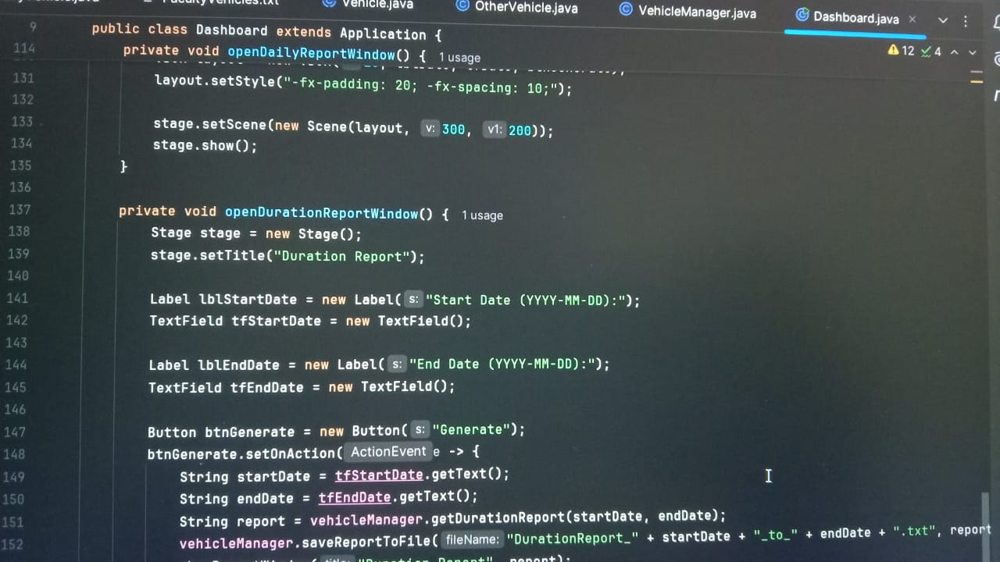 FacultyVehicles.txt
Vehicle.java
OtherVehicle.java
VehicleManager.java
Dashboard.java ×
9 public class Dashboard extends Application {
114 private void openDailyReportWindow() { 1 usage
12 4
131 layout.setStyle("-fx-padding: 20; -fx-spacing: 10;");
132
133 stage.setScene(new Scene(layout, v: 300, v1: 200));
134 stage.show();
135 }
136
137 private void openDurationReportWindow() { 1 usage
138 Stage stage = new Stage();
139 stage.setTitle("Duration Report");
140
141 Label lblStartDate = new Label( s: "Start Date (YYYY-MM-DD):");
142 TextField tfStartDate = new TextField();
143
144 Label lblEndDate = new Label( s: "End Date (YYYY-MM-DD):");
145 TextField tfEndDate = new TextField();
146
147 Button btnGenerate = new Button( s: "Generate");
148 btnGenerate.setOnAction( ActionEvent e -> {
149 String startDate = tfStartDate.getText();
150 String endDate = tfEndDate.getText();
151 String report = vehicleManager.getDurationReport(startDate, endDate);
152 vehicleManager.saveReportToFile( fileName: "DurationReport_" + startDate + "_to_" + endDate + ".txt", report
"Duration Report", report);